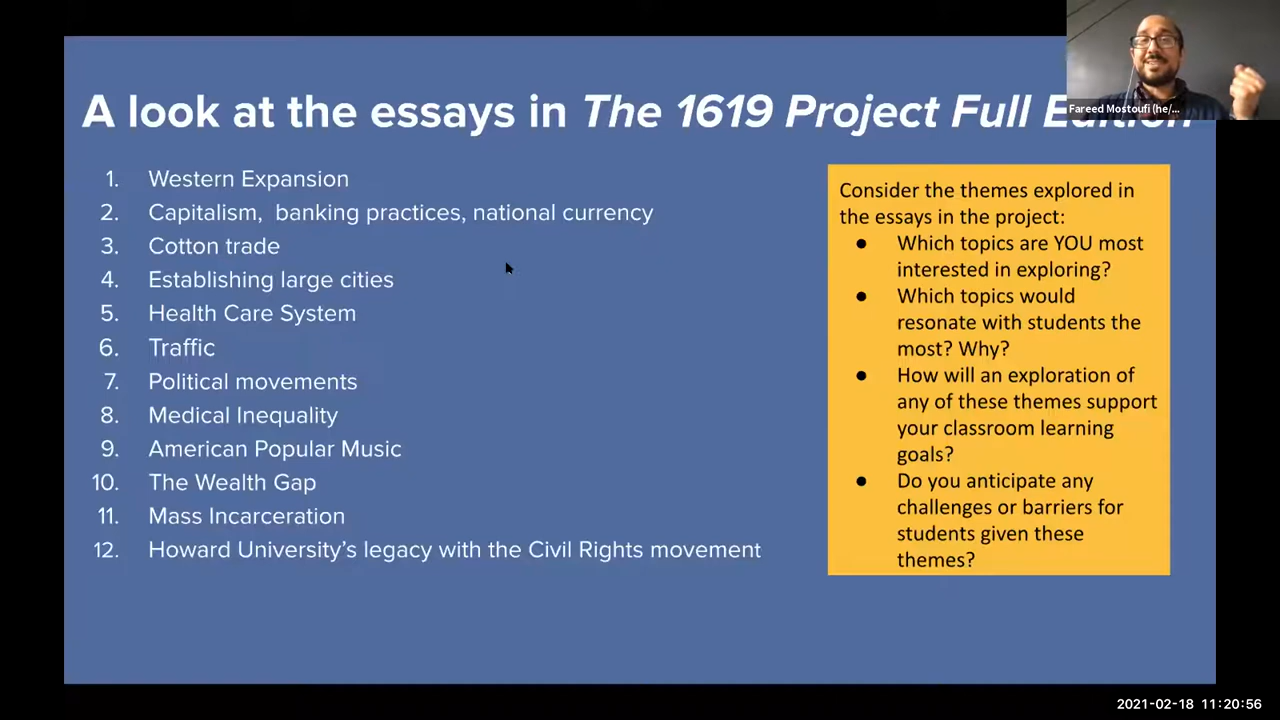 A look at the essays in The 1619 Project Full Edition
1. Western Expansion
2. Capitalism, banking practices, national currency
3. Cotton trade
4. Establishing large cities
5. Health Care System
6. Traffic
7. Political movements
8. Medical Inequality
9. American Popular Music
10. The Wealth Gap
11. Mass Incarceration
12. Howard University's legacy with the Civil Rights movement
Consider the themes explored in
the essays in the project:
● Which topics are YOU most
interested in exploring?
● Which topics would
resonate with students the
most? Why?
● How will an exploration of
any of these themes support
your classroom learning
goals?
● Do you anticipate any
challenges or barriers for
students given these
themes?
Fareed Mostoufi (he/...
2021-02-18 11:20:56